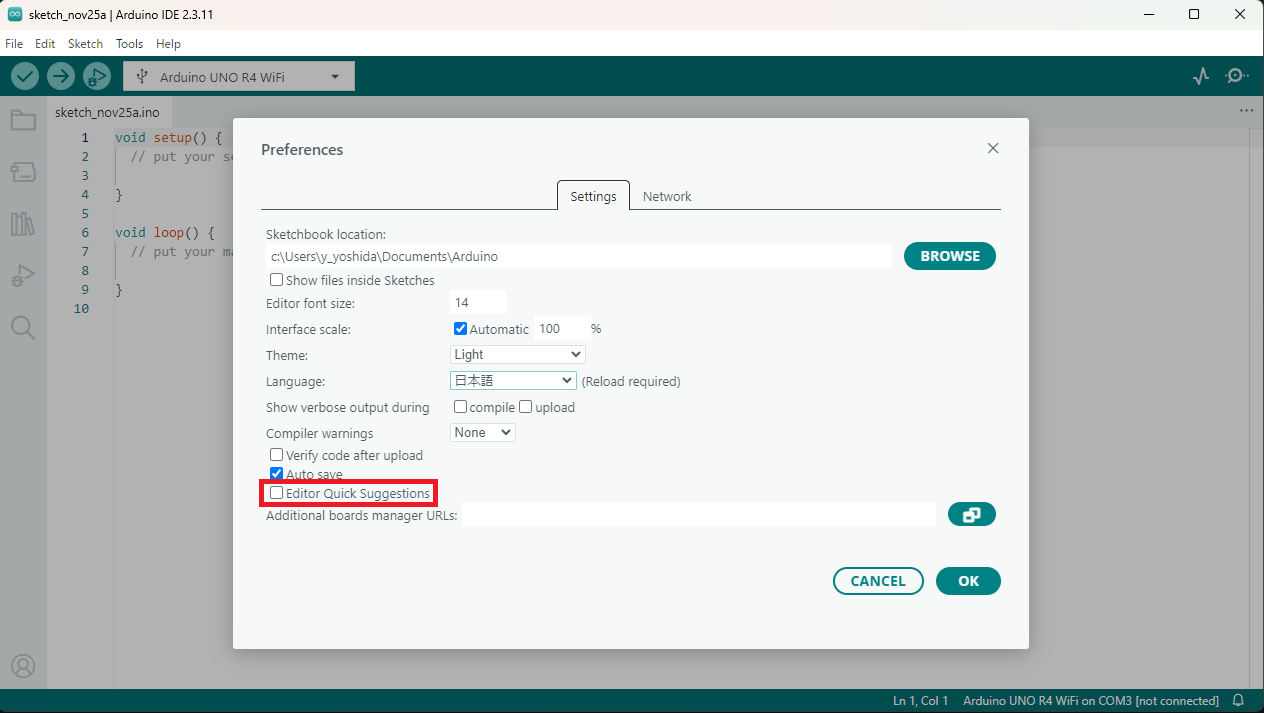 sketch_nov25a | Arduino IDE 2.3.11
File Edit Sketch Tools Help
Arduino UNO R4 WiFi
sketch_nov25a.ino
1 void setup() {
2 // put your s
3
4 }
5
6 void loop() {
7 // put your m
8
9 }
10
Preferences
Settings Network
Sketchbook location:
c:\Users\y_yoshida\Documents\Arduino BROWSE
Show files inside Sketches
Editor font size: 14
Interface scale: Automatic 100 %
Theme: Light
Language: 日本語 (Reload required)
Show verbose output during compile upload
Compiler warnings None
Verify code after upload
Auto save
Editor Quick Suggestions
Additional boards manager URLs:
CANCEL OK
Ln 1, Col 1 Arduino UNO R4 WiFi on COM3 [not connected]